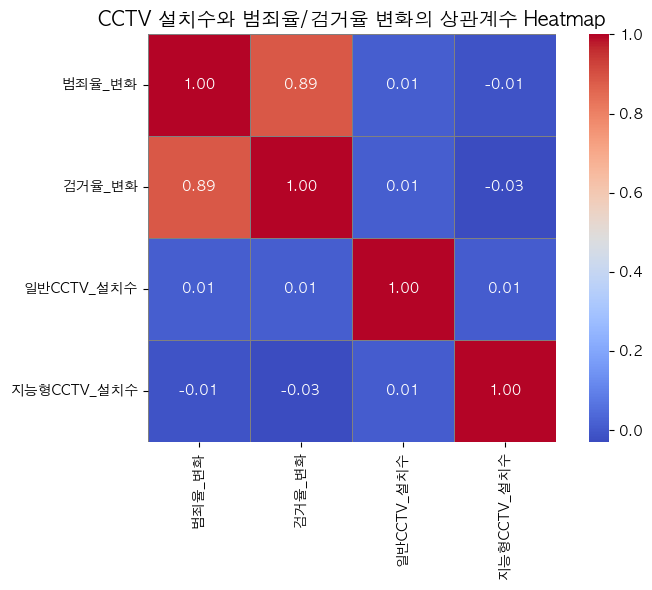 CCTV 설치수와 범죄율/검거율 변화의 상관계수 Heatmap
범죄율_변화 1.00 0.89 0.01 -0.01
검거율_변화 0.89 1.00 0.01 -0.03
일반CCTV_설치수 0.01 0.01 1.00 0.01
지능형CCTV_설치수 -0.01 -0.03 0.01 1.00
범죄율_변화 검거율_변화 일반CCTV_설치수 지능형CCTV_설치수
1.0
0.8
0.6
0.4
0.2
0.0